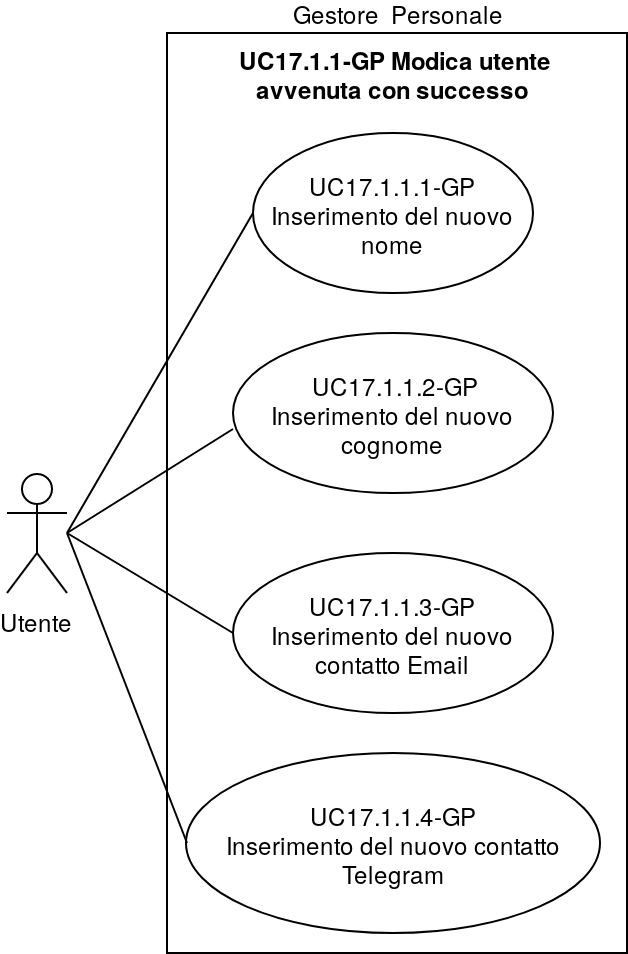 Gestore  Personale
UC17.1.1-GP Modica utente
avvenuta con successo
UC17.1.1.1-GP
Inserimento del nuovo
nome
UC17.1.1.2-GP
Inserimento del nuovo
cognome
Utente
UC17.1.1.3-GP
Inserimento del nuovo
contatto Email
UC17.1.1.4-GP
Inserimento del nuovo contatto
Telegram